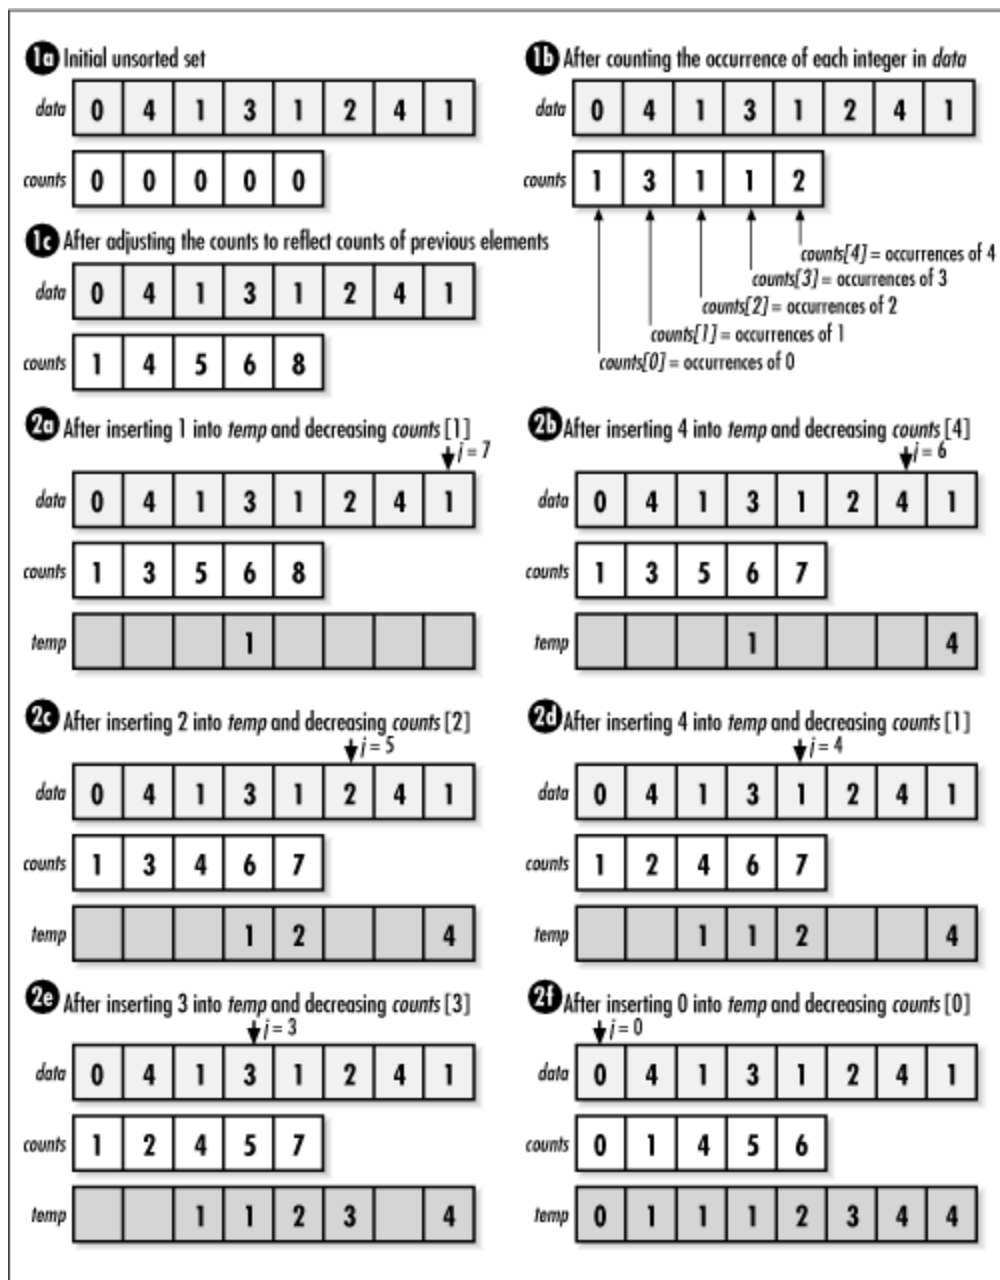 1a Initial unsorted set
data 0 4 1 3 1 2 4 1
counts 0 0 0 0 0
1b After counting the occurrence of each integer in data
data 0 4 1 3 1 2 4 1
counts 1 3 1 1 2
counts[4] = occurrences of 4
counts[3] = occurrences of 3
counts[2] = occurrences of 2
counts[1] = occurrences of 1
counts[0] = occurrences of 0
1c After adjusting the counts to reflect counts of previous elements
data 0 4 1 3 1 2 4 1
counts 1 4 5 6 8
2a After inserting 1 into temp and decreasing counts [1]
j = 7
data 0 4 1 3 1 2 4 1
counts 1 3 5 6 8
temp 1
2b After inserting 4 into temp and decreasing counts [4]
j = 6
data 0 4 1 3 1 2 4 1
counts 1 3 5 6 7
temp 1 4
2c After inserting 2 into temp and decreasing counts [2]
j = 5
data 0 4 1 3 1 2 4 1
counts 1 3 4 6 7
temp 1 2 4
2d After inserting 4 into temp and decreasing counts [1]
j = 4
data 0 4 1 3 1 2 4 1
counts 1 2 4 6 7
temp 1 1 2 4
2e After inserting 3 into temp and decreasing counts [3]
j = 3
data 0 4 1 3 1 2 4 1
counts 1 2 4 5 7
temp 1 1 2 3 4
2f After inserting 0 into temp and decreasing counts [0]
j = 0
data 0 4 1 3 1 2 4 1
counts 0 1 4 5 6
temp 0 1 1 1 2 3 4 4